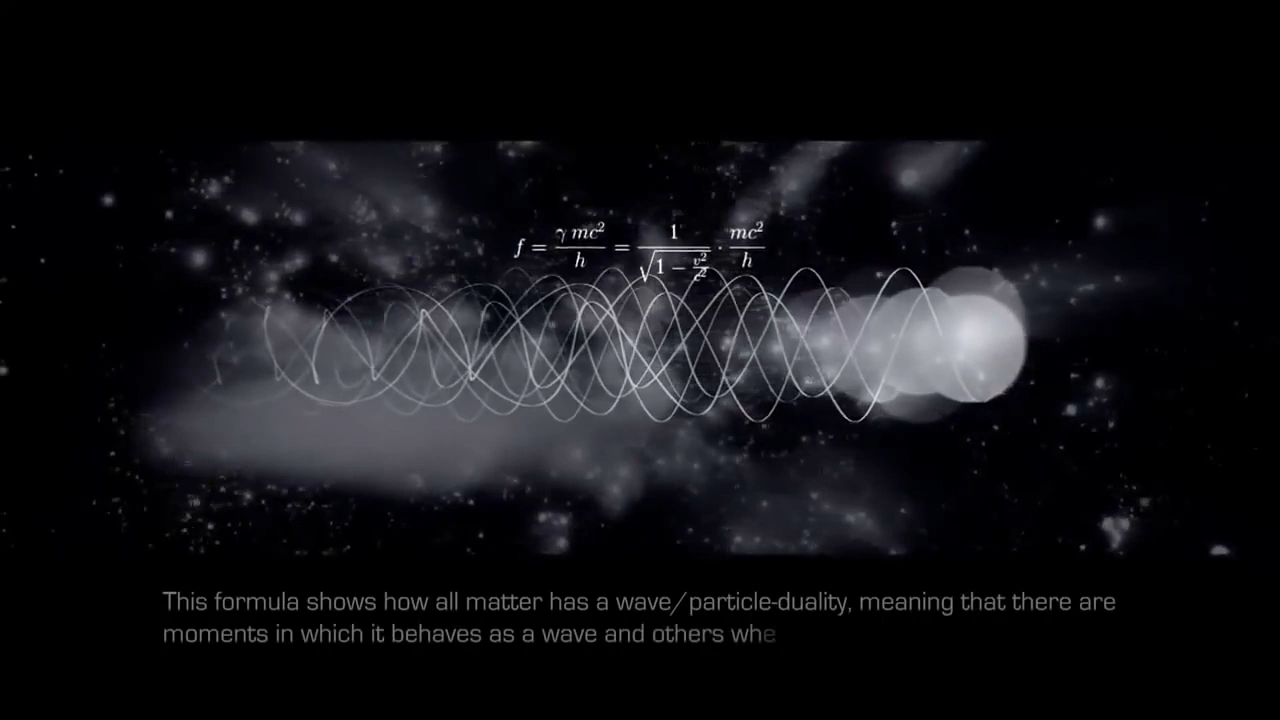 f = γ mc² / h = 1 / √(1 − v²/c²) · mc² / h
This formula shows how all matter has a wave/particle-duality, meaning that there are
moments in which it behaves as a wave and others whe